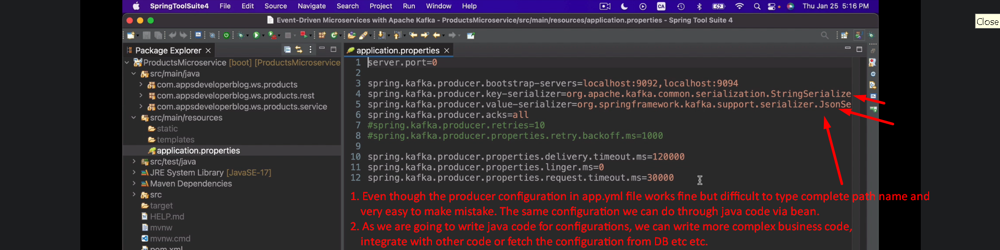 SpringToolSuite4 File Edit Source Navigate Search Project Run Window Help CA Thu Jan 25 5:16 PM
Close
Event-Driven Microservices with Apache Kafka - ProductsMicroservice/src/main/resources/application.properties - Spring Tool Suite 4
Package Explorer
ProductsMicroservice [boot] [ProductsMicroservice
src/main/java
com.appsdeveloperblog.ws.products
com.appsdeveloperblog.ws.products.rest
com.appsdeveloperblog.ws.products.service
src/main/resources
static
templates
application.properties
src/test/java
JRE System Library [JavaSE-17]
Maven Dependencies
src
target
HELP.md
mvnw
mvnw.cmd
pom.xml
application.properties
1 server.port=0
2
3 spring.kafka.producer.bootstrap-servers=localhost:9092,localhost:9094
4 spring.kafka.producer.key-serializer=org.apache.kafka.common.serialization.StringSerialize
5 spring.kafka.producer.value-serializer=org.springframework.kafka.support.serializer.JsonSe
6 spring.kafka.producer.acks=all
7 #spring.kafka.producer.retries=10
8 #spring.kafka.producer.properties.retry.backoff.ms=1000
9
10 spring.kafka.producer.properties.delivery.timeout.ms=120000
11 spring.kafka.producer.properties.linger.ms=0
12 spring.kafka.producer.properties.request.timeout.ms=30000
1. Even though the producer configuration in app.yml file works fine but difficult to type complete path name and
very easy to make mistake. The same configuration we can do through java code via bean.
2. As we are going to write java code for configurations, we can write more complex business code,
integrate with other code or fetch the configuration from DB etc etc.